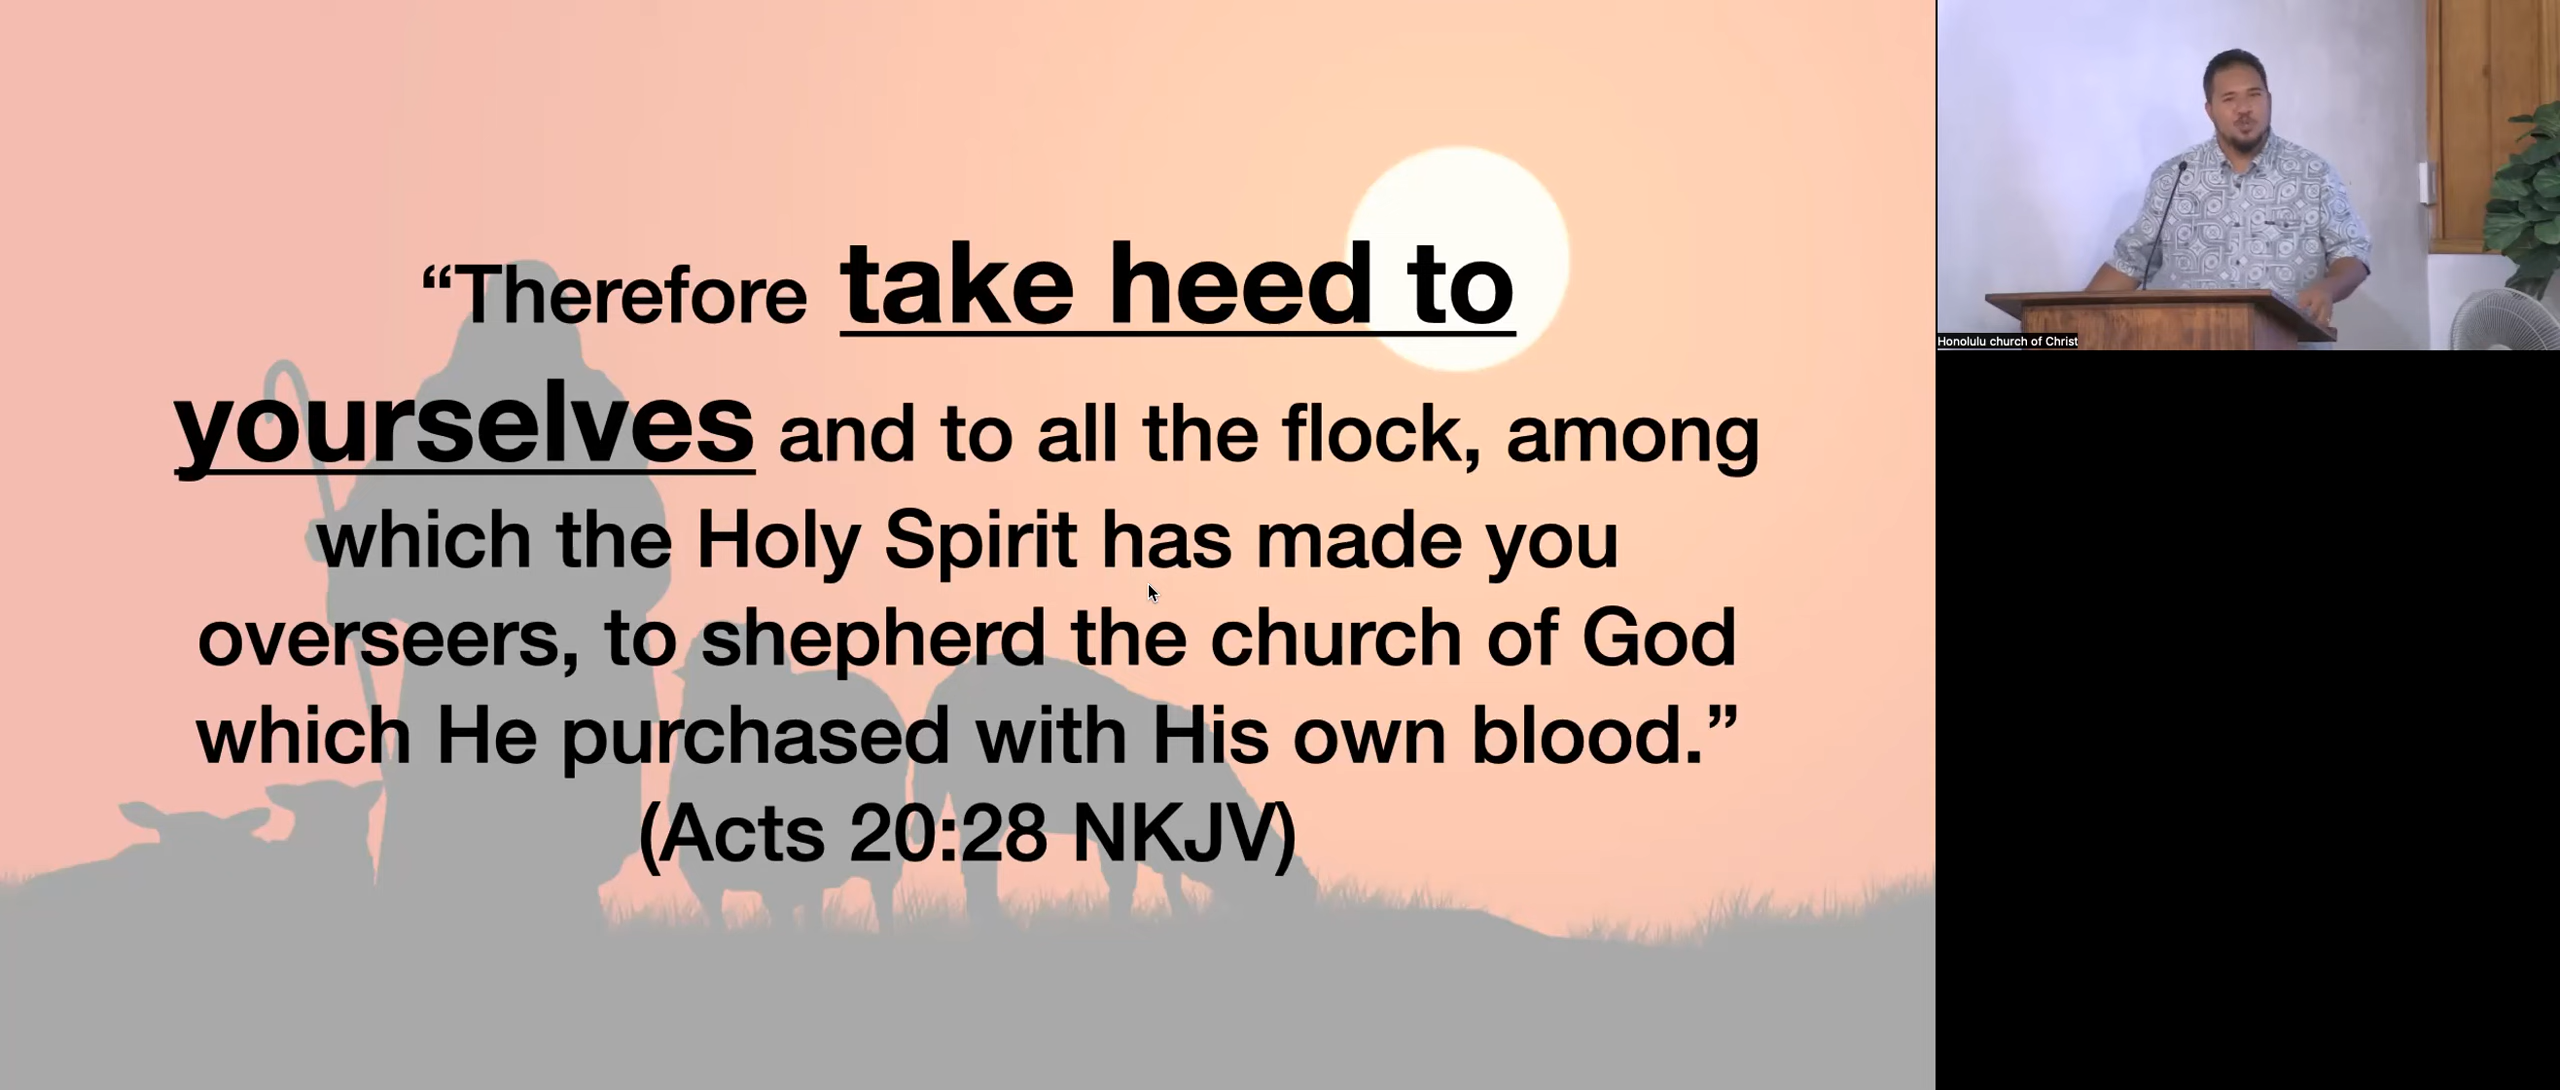 “Therefore take heed to
yourselves and to all the flock, among
which the Holy Spirit has made you
overseers, to shepherd the church of God
which He purchased with His own blood.”
(Acts 20:28 NKJV)
Honolulu church of Christ